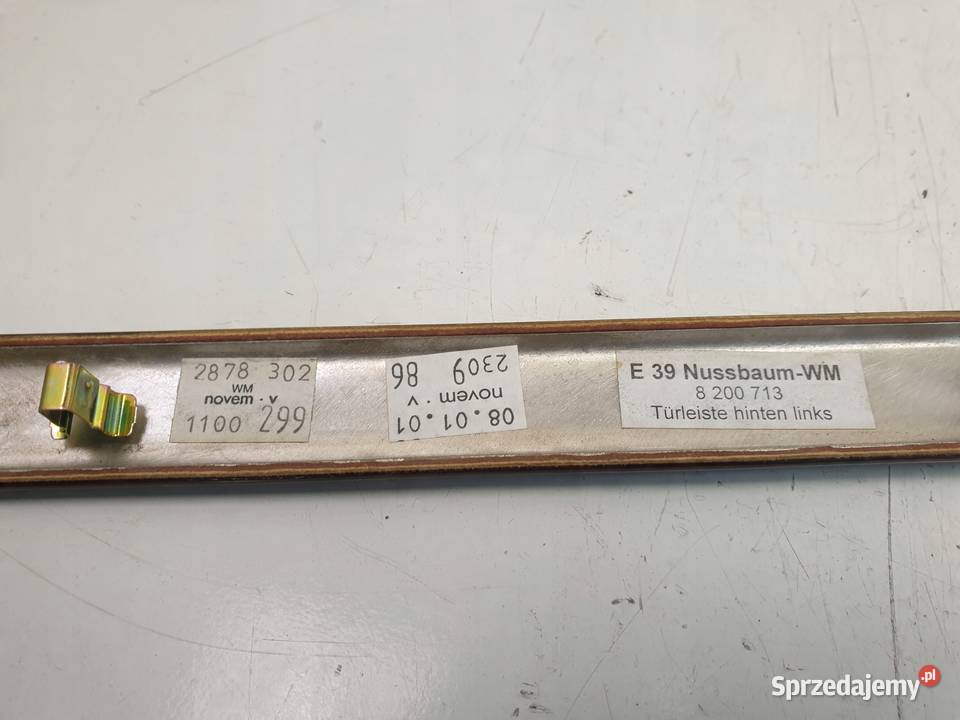 2878 302
WM
novem · v
1100 299
08.01.01
novem · v
2309
86
E 39 Nussbaum-WM
8 200 713
Türleiste hinten links
Sprzedajemy.pl